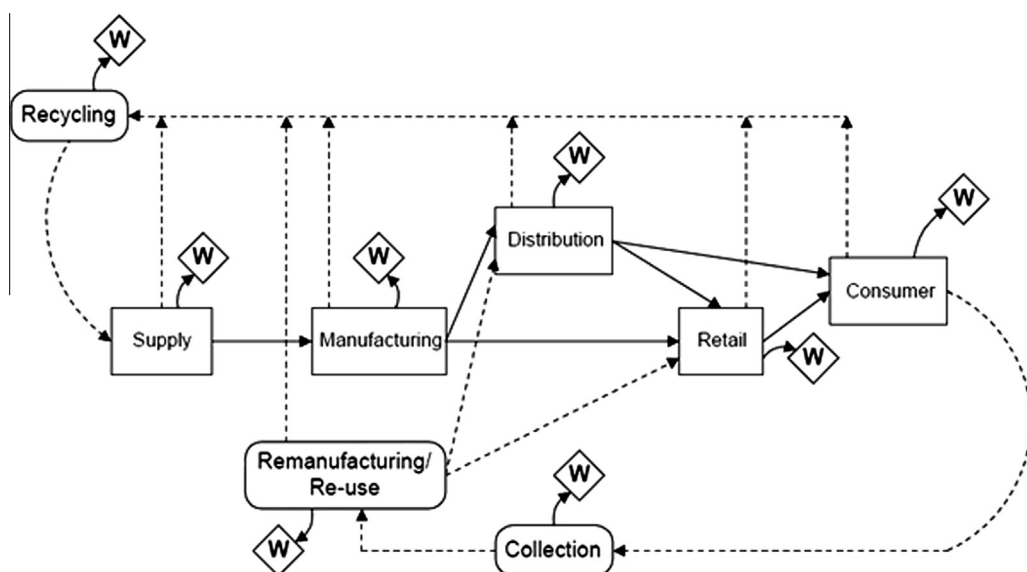 W
Recycling
W
Distribution
W
W
W
Consumer
Supply
Manufacturing
Retail
W
Remanufacturing/
Re-use
W
W
Collection